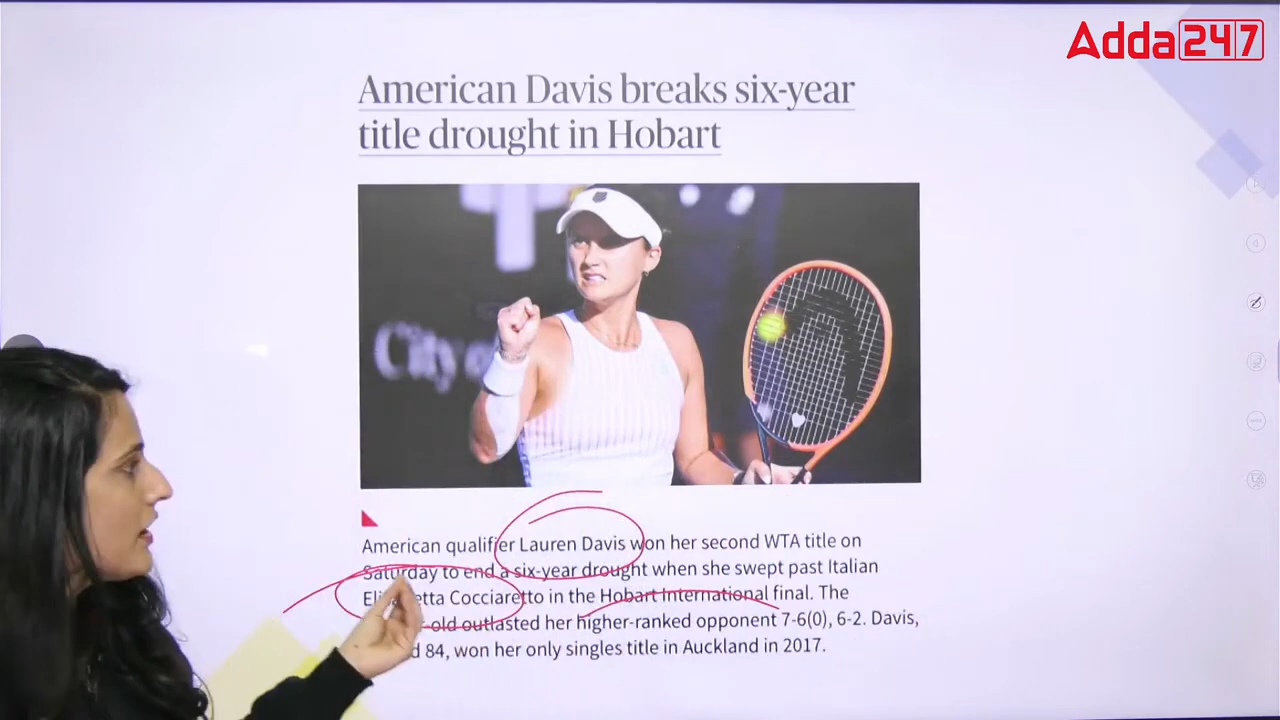 Adda247
American Davis breaks six-year
title drought in Hobart
City of
American qualifier Lauren Davis won her second WTA title on
Saturday to end a six-year drought when she swept past Italian
Cocciaretto in the Hobart International final. The
-old outlasted her higher-ranked opponent 7-6(0), 6-2. Davis,
84, won her only singles title in Auckland in 2017.